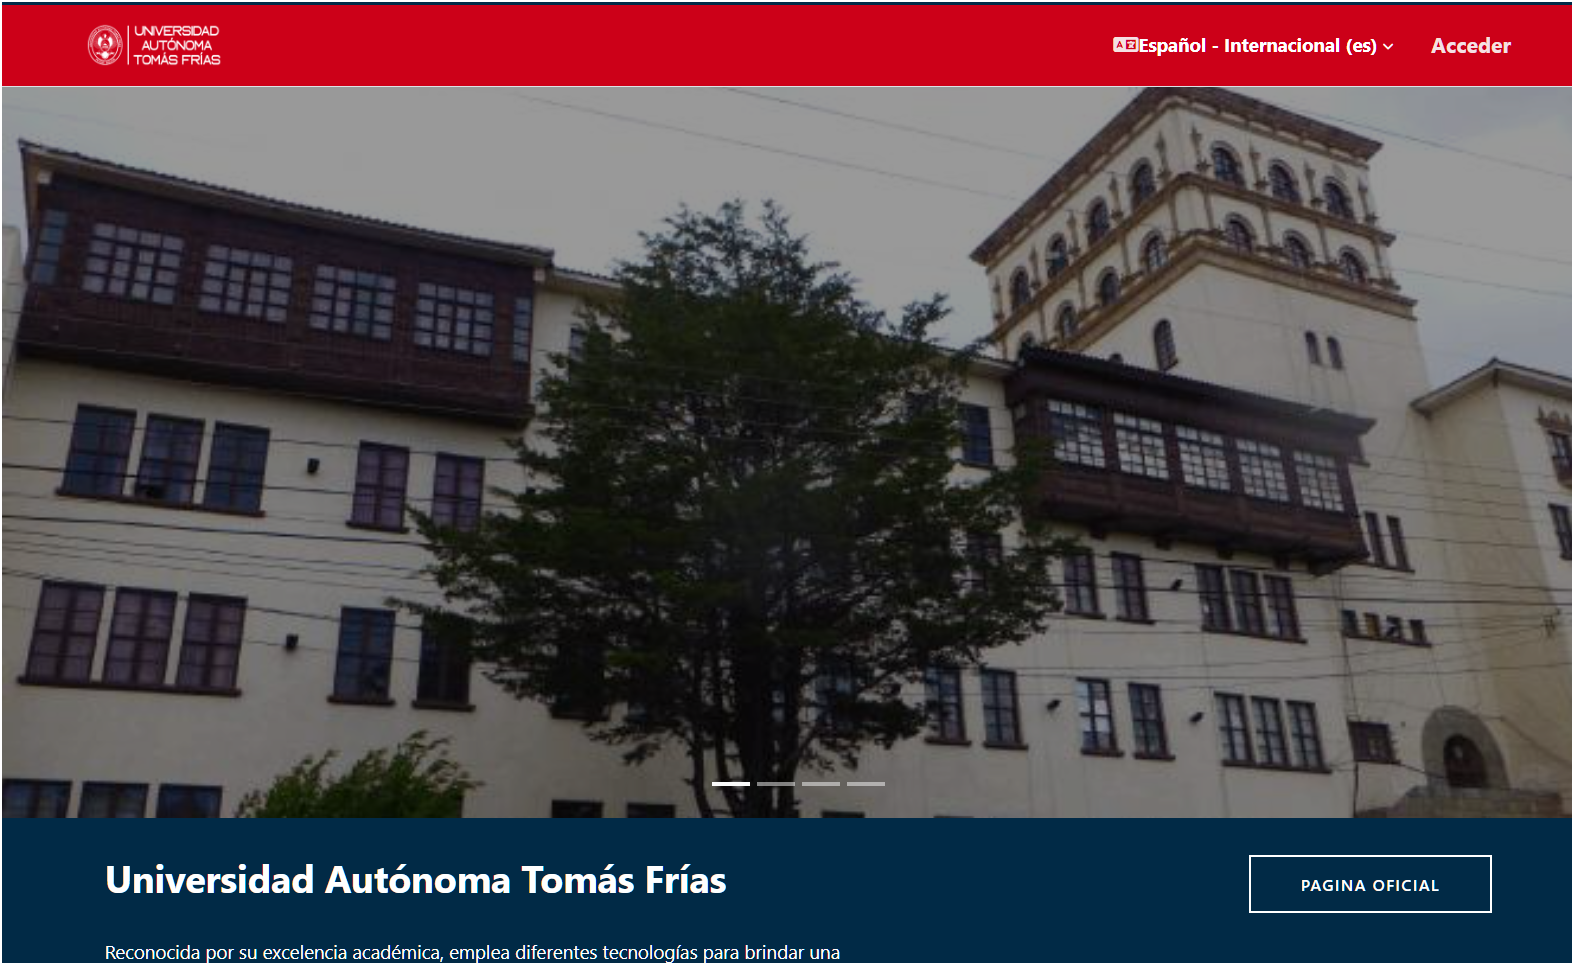 UNIVERSIDAD
AUTÓNOMA
TOMÁS FRÍAS
Español - Internacional (es)
Acceder
Universidad Autónoma Tomás Frías
PAGINA OFICIAL
Reconocida por su excelencia académica, emplea diferentes tecnologías para brindar una